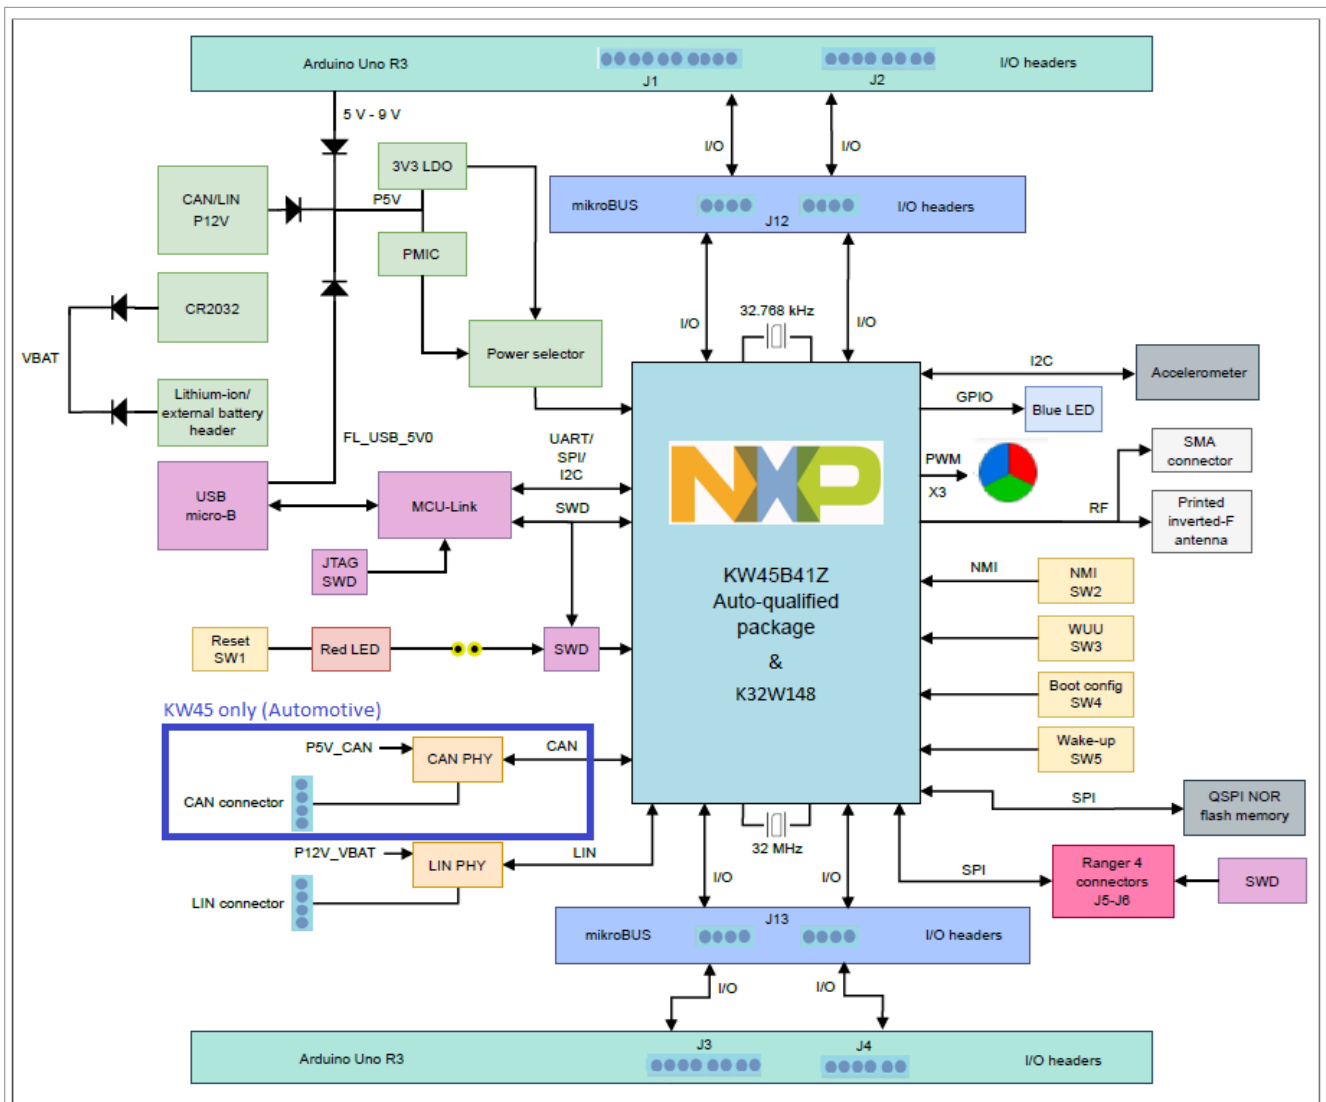 Arduino Uno R3
J1
J2
I/O headers
5 V - 9 V
I/O
I/O
3V3 LDO
CAN/LIN
P12V
P5V
mikroBUS
J12
I/O headers
PMIC
CR2032
32.768 kHz
I/O
I/O
VBAT
Power selector
I2C
Accelerometer
Lithium-ion/
external battery
header
GPIO
Blue LED
FL_USB_5V0
UART/
SPI/
I2C
NXP
PWM
X3
SMA
connector
USB
micro-B
MCU-Link
SWD
RF
Printed
inverted-F
antenna
JTAG
SWD
KW45B41Z
Auto-qualified
package
&
K32W148
NMI
NMI
SW2
Reset
SW1
Red LED
SWD
WUU
SW3
Boot config
SW4
KW45 only (Automotive)
P5V_CAN
CAN PHY
CAN
Wake-up
SW5
CAN connector
SPI
QSPI NOR
flash memory
32 MHz
P12V_VBAT
LIN PHY
LIN
I/O
I/O
SPI
Ranger 4
connectors
J5-J6
SWD
LIN connector
mikroBUS
J13
I/O headers
I/O
I/O
Arduino Uno R3
J3
J4
I/O headers